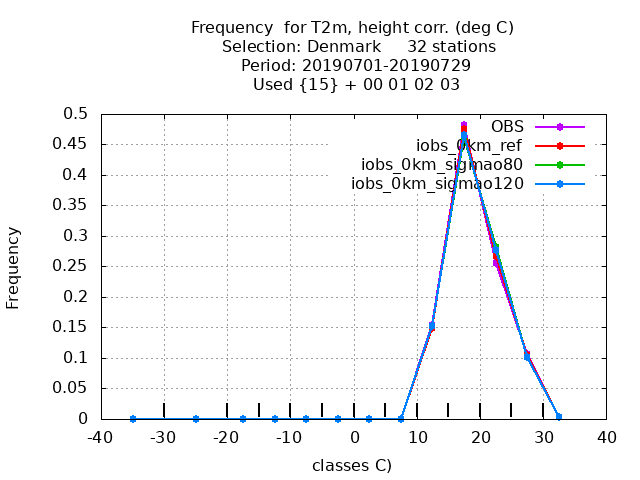 Frequency  for T2m, height corr. (deg C)
Selection: Denmark     32 stations
Period: 20190701-20190729
Used {15} + 00 01 02 03
OBS
iobs_0km_ref
iobs_0km_sigmao80
iobs_0km_sigmao120
Frequency
0.5
0.45
0.4
0.35
0.3
0.25
0.2
0.15
0.1
0.05
0
-40 -30 -20 -10 0 10 20 30 40
classes C)